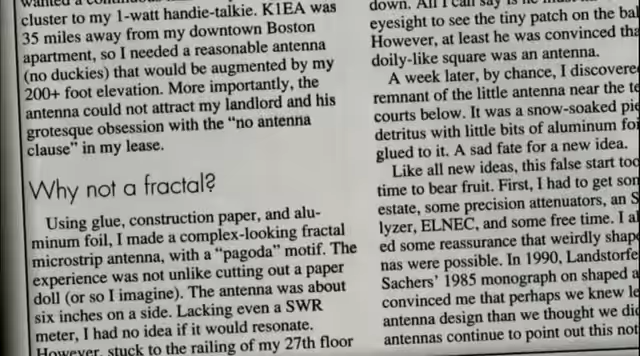 cluster to my 1-watt handie-talkie. K1EA was
35 miles away from my downtown Boston
apartment, so I needed a reasonable antenna
(no duckies) that would be augmented by my
200+ foot elevation. More importantly, the
antenna could not attract my landlord and his
grotesque obsession with the “no antenna
clause” in my lease.
Why not a fractal?
Using glue, construction paper, and alu-
minum foil, I made a complex-looking fractal
microstrip antenna, with a “pagoda” motif. The
experience was not unlike cutting out a paper
doll (or so I imagine). The antenna was about
six inches on a side. Lacking even a SWR
meter, I had no idea if it would resonate.
However, stuck to the railing of my 27th floor
down. All I can say is he must
eyesight to see the tiny patch on the bal
However, at least he was convinced tha
doily-like square was an antenna.
A week later, by chance, I discovere
remnant of the little antenna near the te
courts below. It was a snow-soaked pie
detritus with little bits of aluminum foi
glued to it. A sad fate for a new idea.
Like all new ideas, this false start too
time to bear fruit. First, I had to get son
estate, some precision attenuators, an S
lyzer, ELNEC, and some free time. I a
ed some reassurance that weirdly shap
nas were possible. In 1990, Landstorfe
Sachers’ 1985 monograph on shaped a
convinced me that perhaps we knew le
antenna design than we thought we did
antennas continue to point out this not